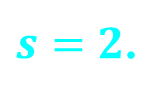 s = 2.